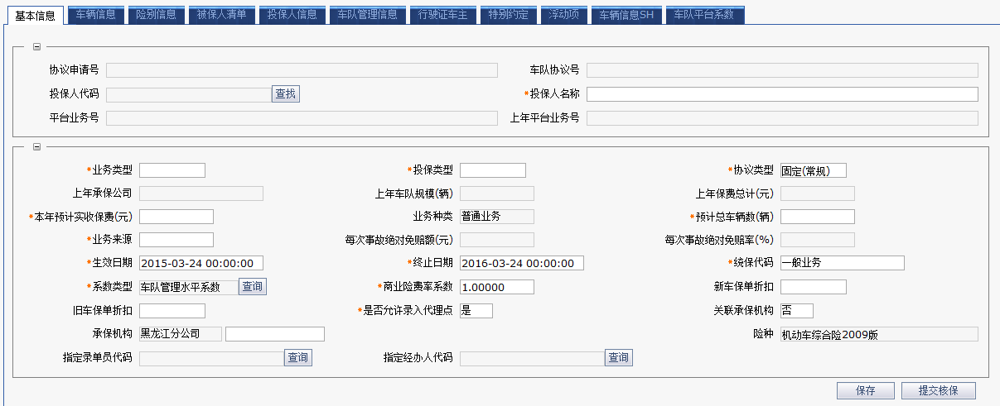 基本信息 车辆信息 险别信息 被保人清单 投保人信息 车队管理信息 行驶证车主 特别约定 浮动项 车辆信息SH 车队平台系数
协议申请号 车队协议号
投保人代码 查找 *投保人名称
平台业务号 上年平台业务号
*业务类型 *投保类型 *协议类型 固定(常规)
上年承保公司 上年车队规模(辆) 上年保费总计(元)
*本年预计实收保费(元) 业务种类 普通业务 *预计总车辆数(辆)
*业务来源 每次事故绝对免赔额(元) 每次事故绝对免赔率(%)
*生效日期 2015-03-24 00:00:00 *终止日期 2016-03-24 00:00:00 *统保代码 一般业务
*系数类型 车队管理水平系数 查询 *商业险费率系数 1.00000 新车保单折扣
旧车保单折扣 *是否允许录入代理点 是 关联承保机构 否
承保机构 黑龙江分公司 险种 机动车综合险2009版
指定录单员代码 查询 指定经办人代码 查询
保存 提交核保